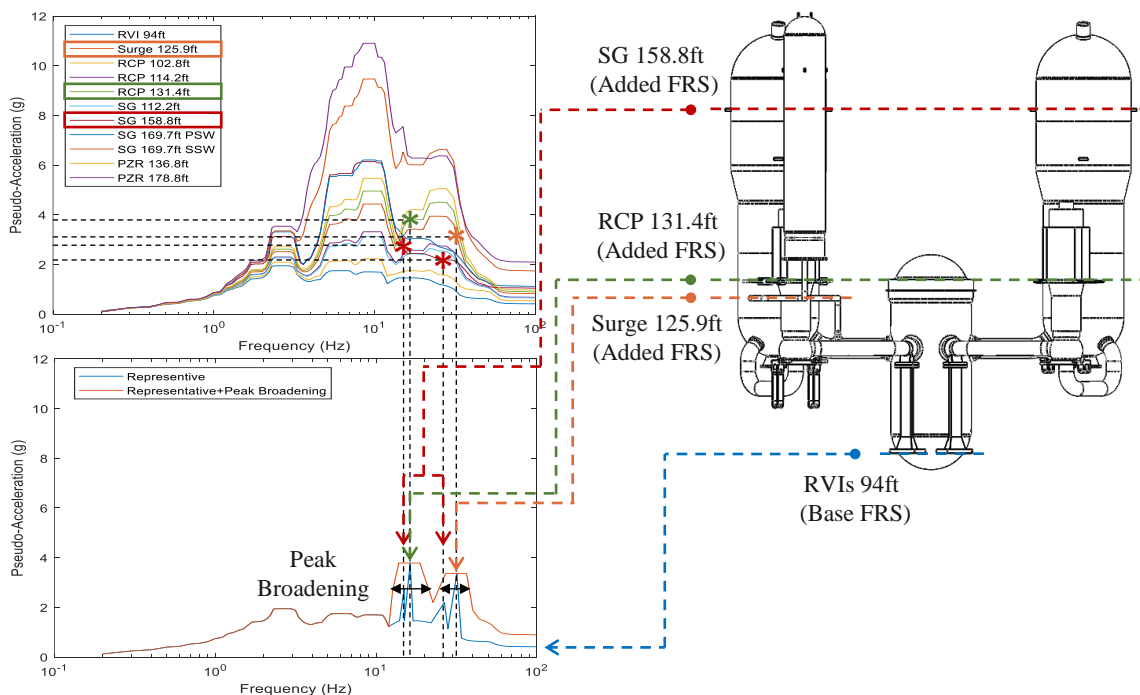 12
10
8
6
4
2
0
Pseudo-Acceleration (g)
RVI 94ft
Surge 125.9ft
RCP 102.8ft
RCP 114.2ft
RCP 131.4ft
SG 112.2ft
SG 158.8ft
SG 169.7ft PSW
SG 169.7ft SSW
PZR 136.8ft
PZR 178.8ft
10-1
100
101
102
Frequency (Hz)
12
10
8
6
4
2
0
Pseudo-Acceleration (g)
Representive
Representative+Peak Broadening
Peak
Broadening
10-1
100
101
102
Frequency (Hz)
SG 158.8ft
(Added FRS)
RCP 131.4ft
(Added FRS)
Surge 125.9ft
(Added FRS)
RVIs 94ft
(Base FRS)